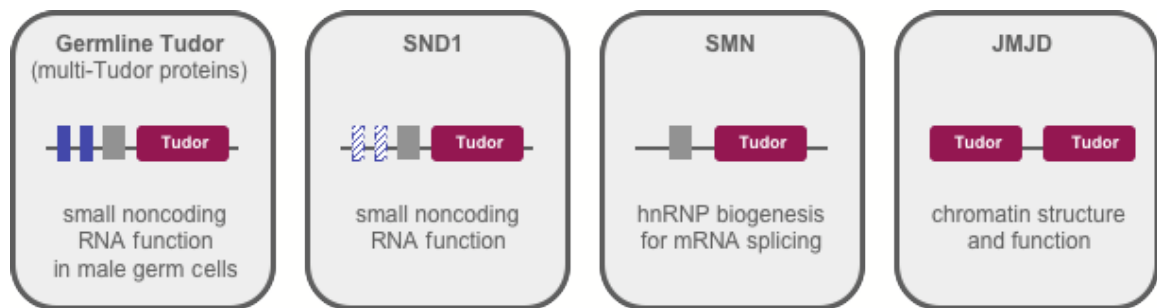 Germline Tudor
(multi-Tudor proteins)
Tudor
small noncoding
RNA function
in male germ cells
SND1
Tudor
small noncoding
RNA function
SMN
Tudor
hnRNP biogenesis
for mRNA splicing
JMJD
Tudor Tudor
chromatin structure
and function